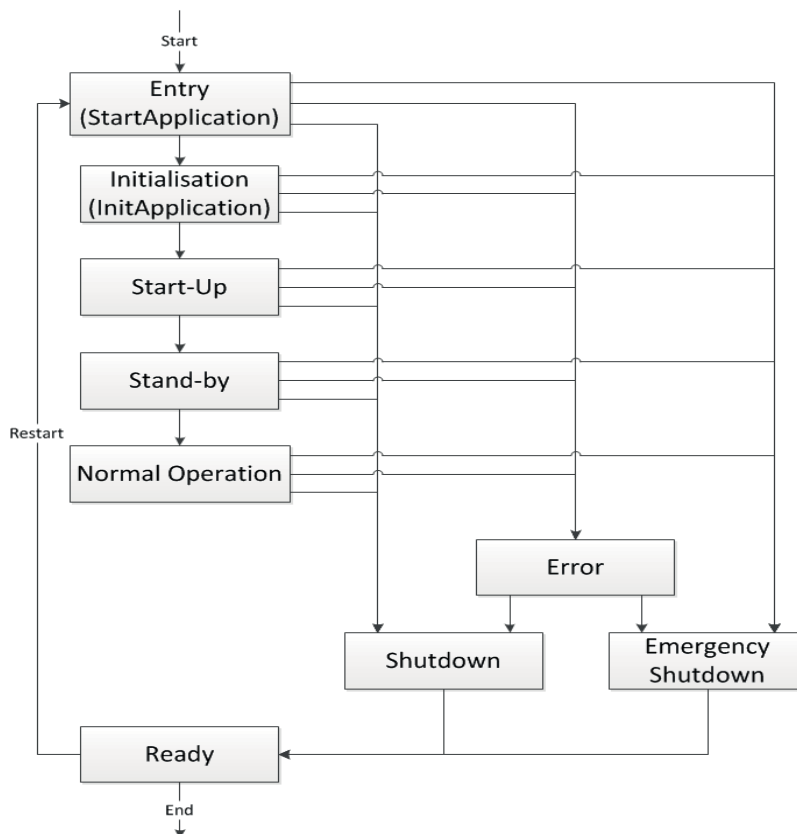 Start
Entry
(StartApplication)
Initialisation
(InitApplication)
Start-Up
Stand-by
Restart
Normal Operation
Error
Shutdown
Emergency
Shutdown
Ready
End